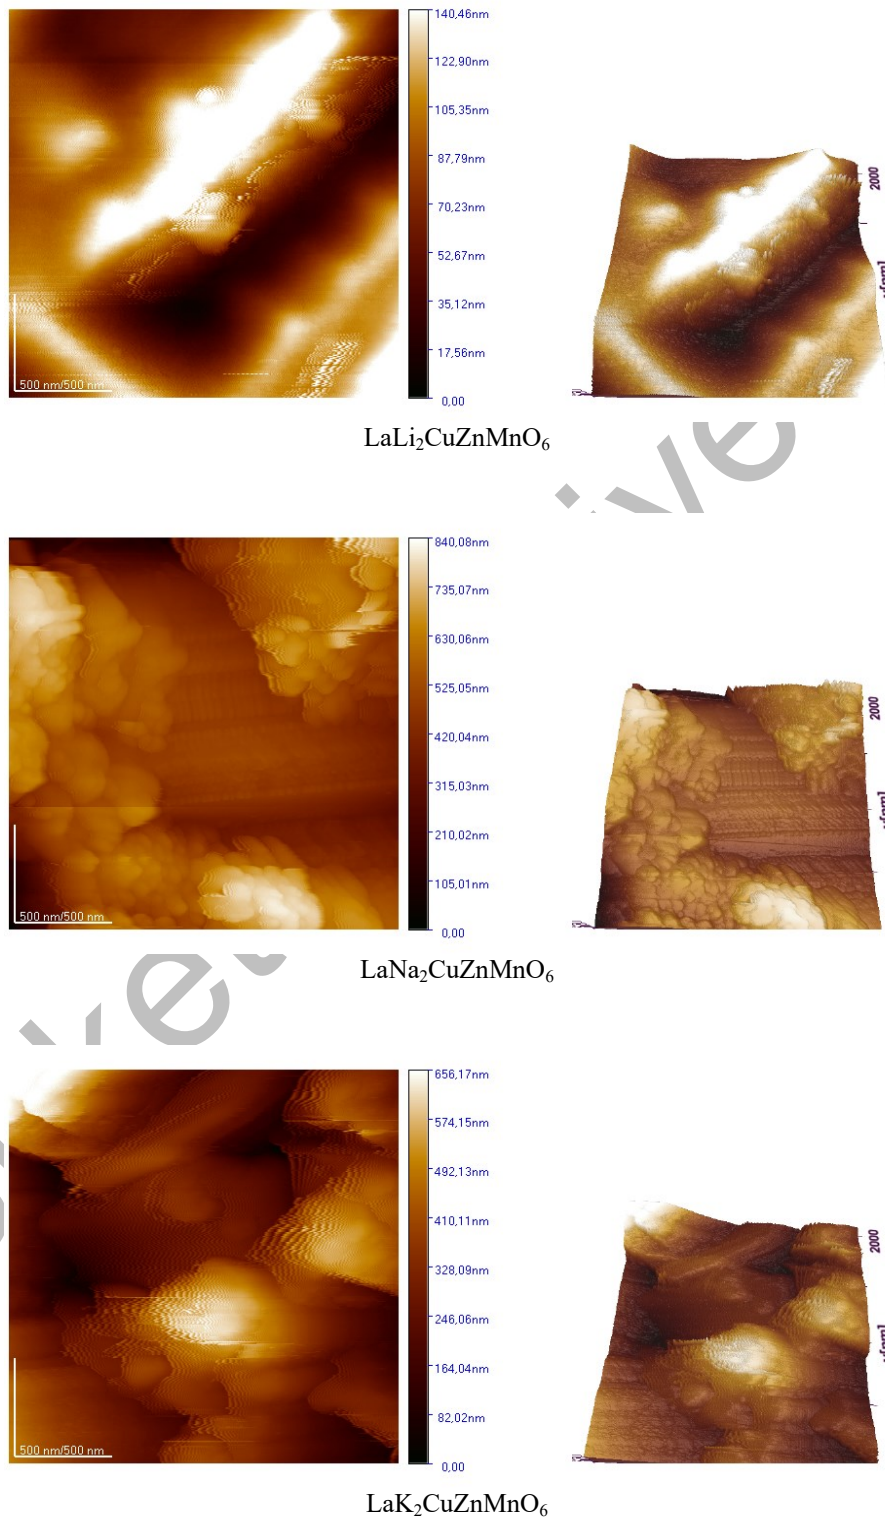 140,46nm
122,90nm
105,35nm
87,79nm
70,23nm
52,67nm
35,12nm
17,56nm
0,00
500 nm/500 nm
2000
LaLi₂CuZnMnO₆
840,08nm
735,07nm
630,06nm
525,05nm
420,04nm
315,03nm
210,02nm
105,01nm
0,00
500 nm/500 nm
2000
LaNa₂CuZnMnO₆
656,17nm
574,15nm
492,13nm
410,11nm
328,09nm
246,06nm
164,04nm
82,02nm
0,00
500 nm/500 nm
2000
LaK₂CuZnMnO₆